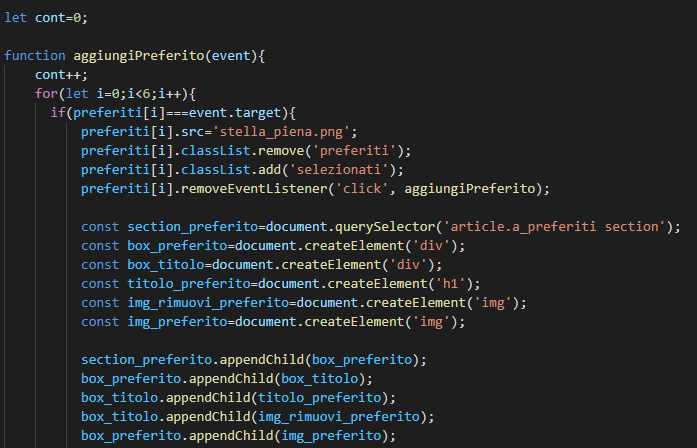 let cont=0;

function aggiungiPreferito(event){
    cont++;
    for(let i=0;i<6;i++){
      if(preferiti[i]===event.target){
          preferiti[i].src='stella_piena.png';
          preferiti[i].classList.remove('preferiti');
          preferiti[i].classList.add('selezionati');
          preferiti[i].removeEventListener('click', aggiungiPreferito);

          const section_preferito=document.querySelector('article.a_preferiti section');
          const box_preferito=document.createElement('div');
          const box_titolo=document.createElement('div');
          const titolo_preferito=document.createElement('h1');
          const img_rimuovi_preferito=document.createElement('img');
          const img_preferito=document.createElement('img');

          section_preferito.appendChild(box_preferito);
          box_preferito.appendChild(box_titolo);
          box_titolo.appendChild(titolo_preferito);
          box_titolo.appendChild(img_rimuovi_preferito);
          box_preferito.appendChild(img_preferito);